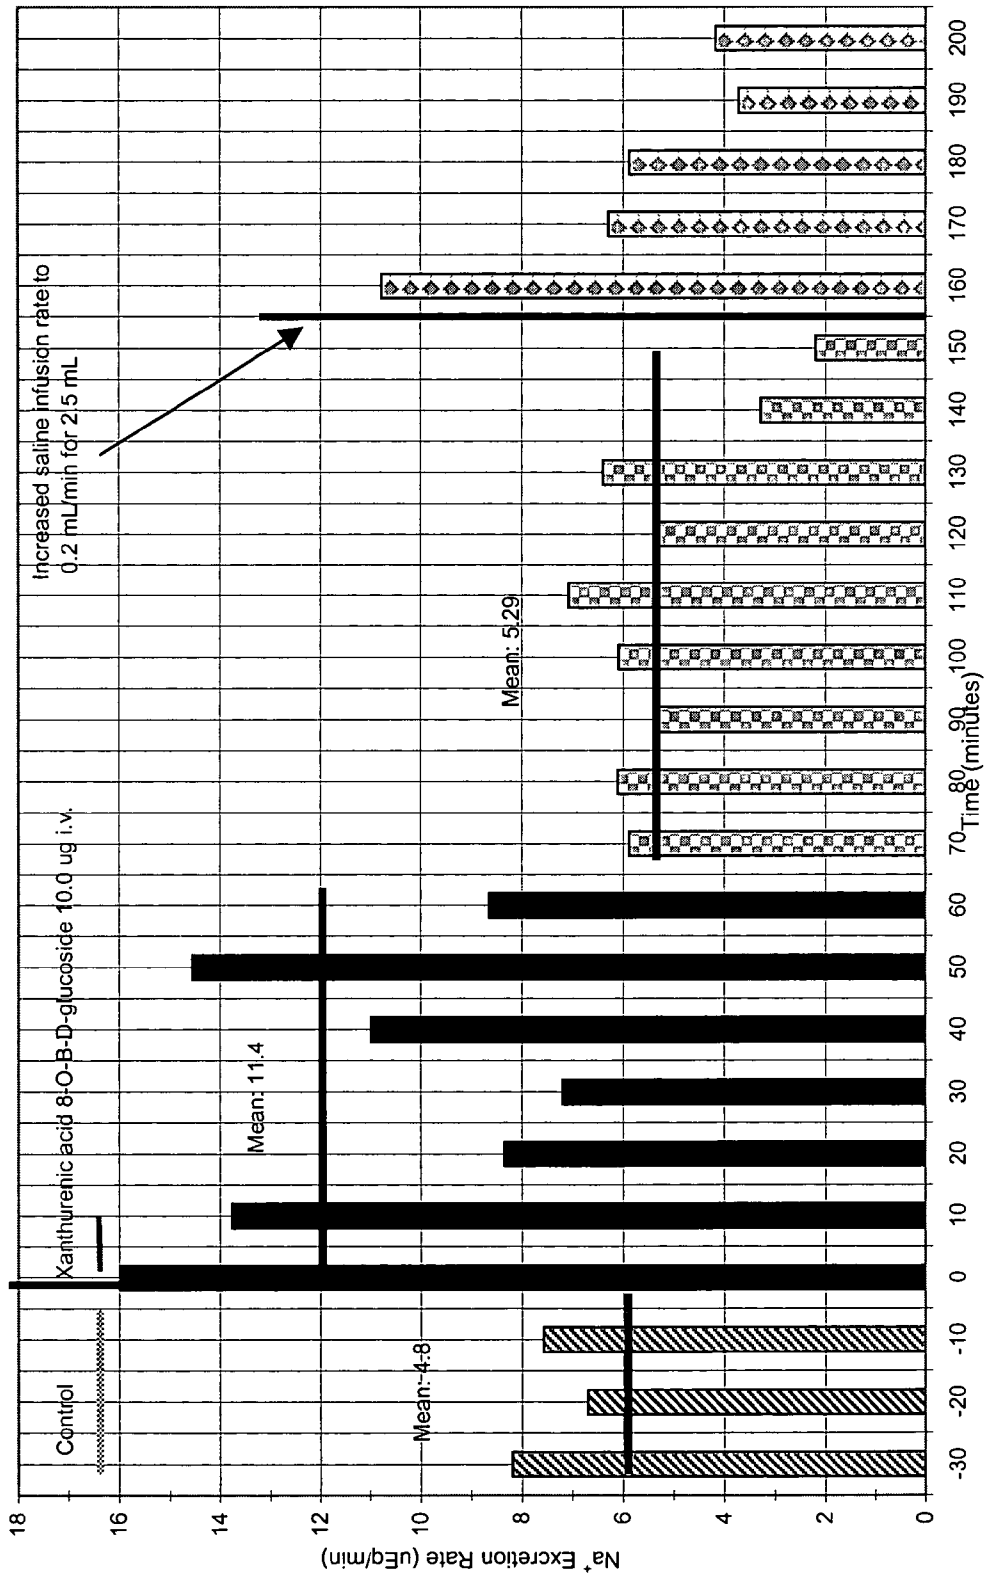 Control
Xanthurenic acid 8-O-B-D-glucoside 10.0 ug i.v.
Increased saline infusion rate to
0.2 mL/min for 2.5 mL
Mean: 4.8
Mean: 11.4
Mean: 5.29
Na+ Excretion Rate (uEq/min)
18
16
14
12
10
8
6
4
2
0
-30 -20 -10 0 10 20 30 40 50 60 70 80 90 100 110 120 130 140 150 160 170 180 190 200
Time (minutes)